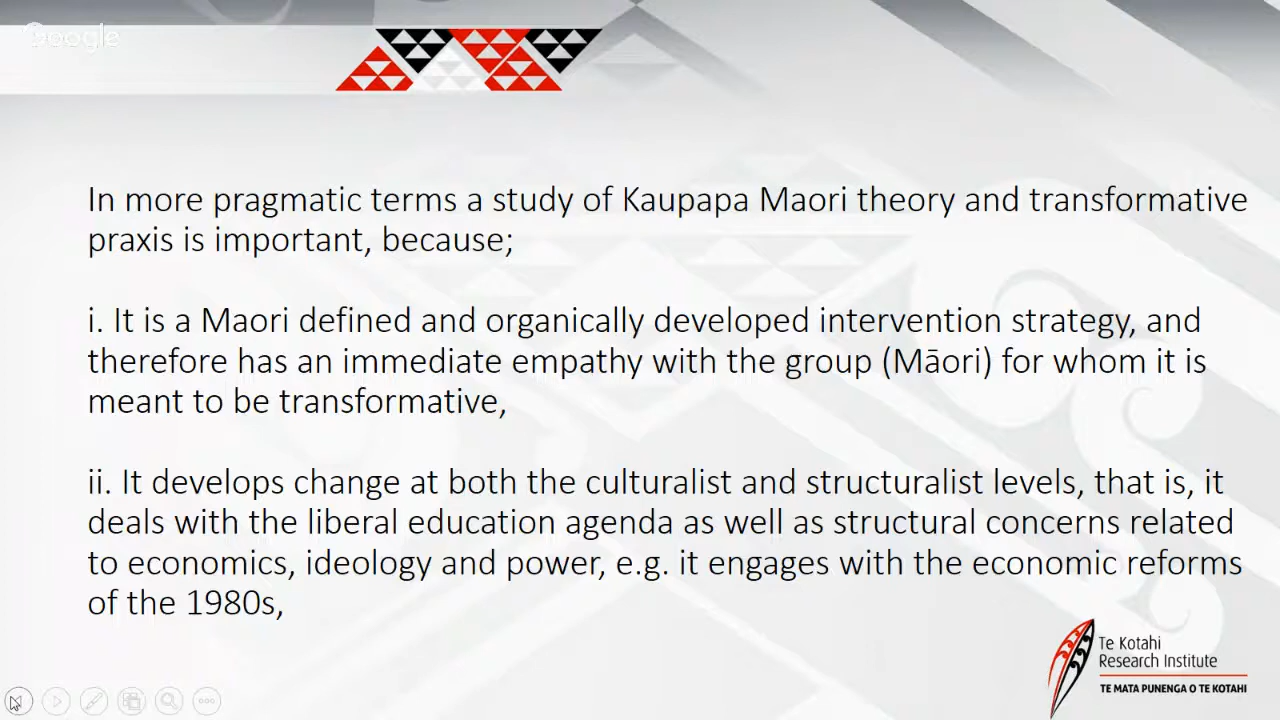 Google
In more pragmatic terms a study of Kaupapa Maori theory and transformative
praxis is important, because;
i. It is a Maori defined and organically developed intervention strategy, and
therefore has an immediate empathy with the group (Māori) for whom it is
meant to be transformative,
ii. It develops change at both the culturalist and structuralist levels, that is, it
deals with the liberal education agenda as well as structural concerns related
to economics, ideology and power, e.g. it engages with the economic reforms
of the 1980s,
Te Kotahi
Research Institute
TE MATA PUNENGA O TE KOTAHI